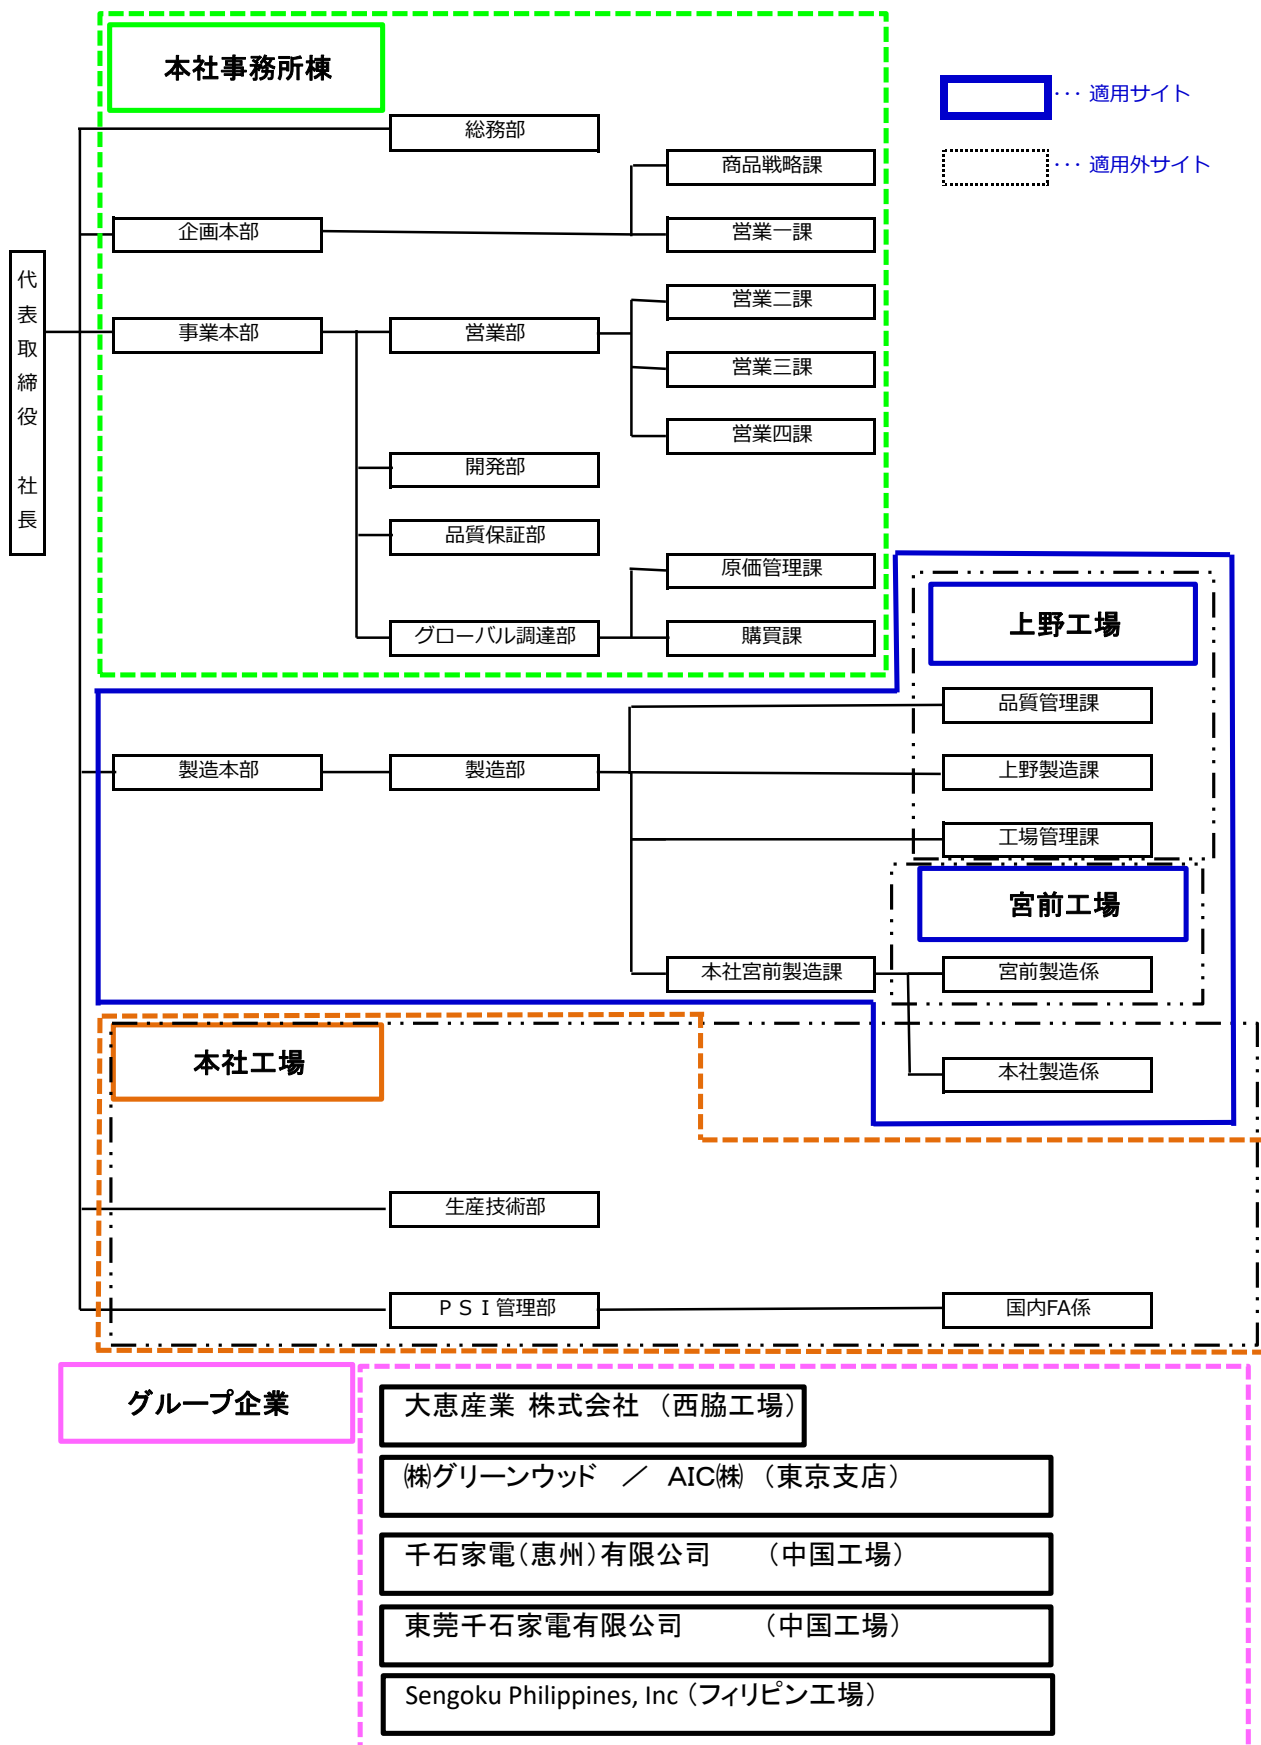 本社事務所棟
･･･ 適用サイト
総務部
商品戦略課
･･･ 適用外サイト
企画本部
営業一課
代表取締役 社長
営業二課
事業本部
営業部
営業三課
営業四課
開発部
品質保証部
原価管理課
グローバル調達部
購買課
上野工場
品質管理課
製造本部
製造部
上野製造課
工場管理課
宮前工場
本社宮前製造課
宮前製造係
本社工場
本社製造係
生産技術部
ＰＳＩ管理部
国内FA係
グループ企業
大恵産業 株式会社 （西脇工場）
㈱グリーンウッド ／ AIC㈱ （東京支店）
千石家電（恵州）有限公司 （中国工場）
東莞千石家電有限公司 （中国工場）
Sengoku Philippines, Inc （フィリピン工場）